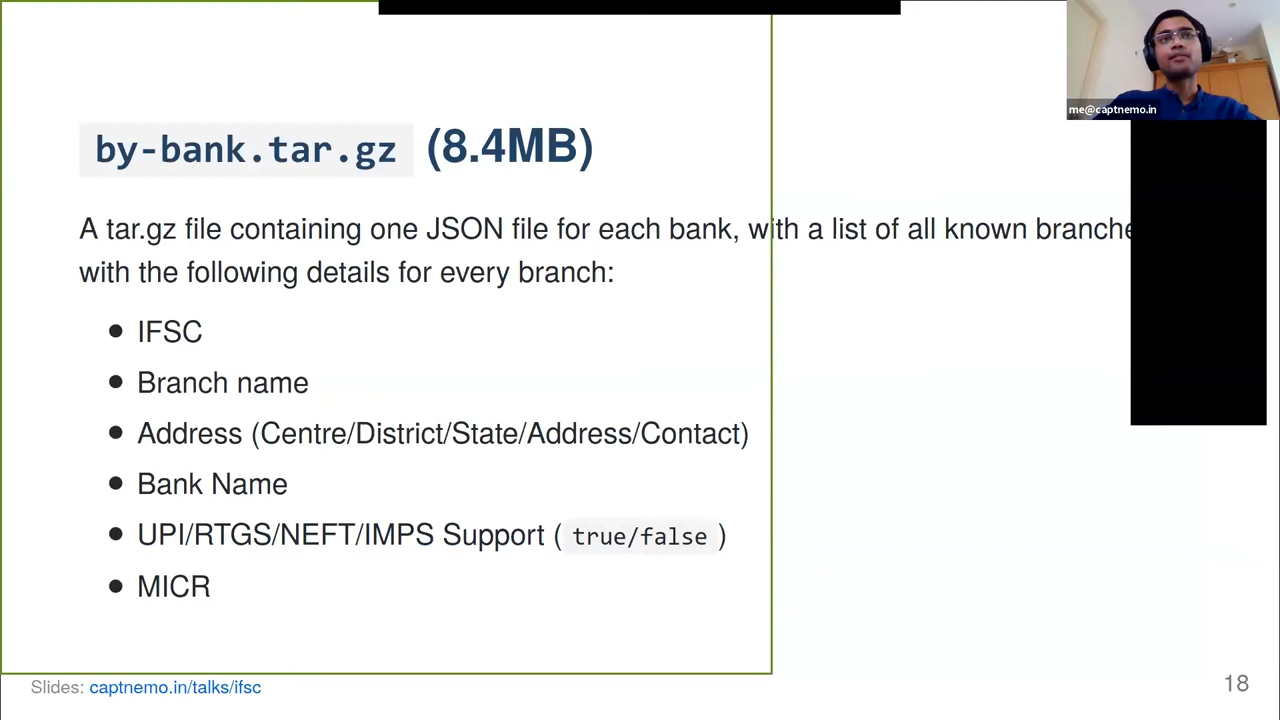 me@captnemo.in
by-bank.tar.gz (8.4MB)
A tar.gz file containing one JSON file for each bank, with a list of all known
with the following details for every branch:
• IFSC
• Branch name
• Address (Centre/District/State/Address/Contact)
• Bank Name
• UPI/RTGS/NEFT/IMPS Support ( true/false )
• MICR
Slides: captnemo.in/talks/ifsc
18